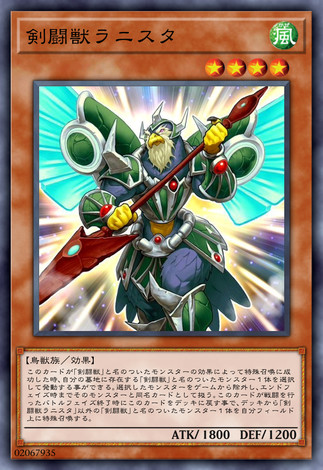 剣闘獣ラニスタ
風
【鳥獣族/効果】
このカードが「剣闘獣」と名のついたモンスターの効果によって特殊召喚に成
功した時、自分の墓地に存在する「剣闘獣」と名のついたモンスター1体を選択
して発動する事ができる。選択したモンスターをゲームから除外し、エンドフ
ェイズ時までそのモンスターと同名カードとして扱う。このカードが戦闘を行
ったバトルフェイズ終了時にこのカードをデッキに戻す事で、デッキから「剣
闘獣ラニスタ」以外の「剣闘獣」と名のついたモンスター1体を自分フィールド
上に特殊召喚する。
ATK/1800 DEF/1200
02067935